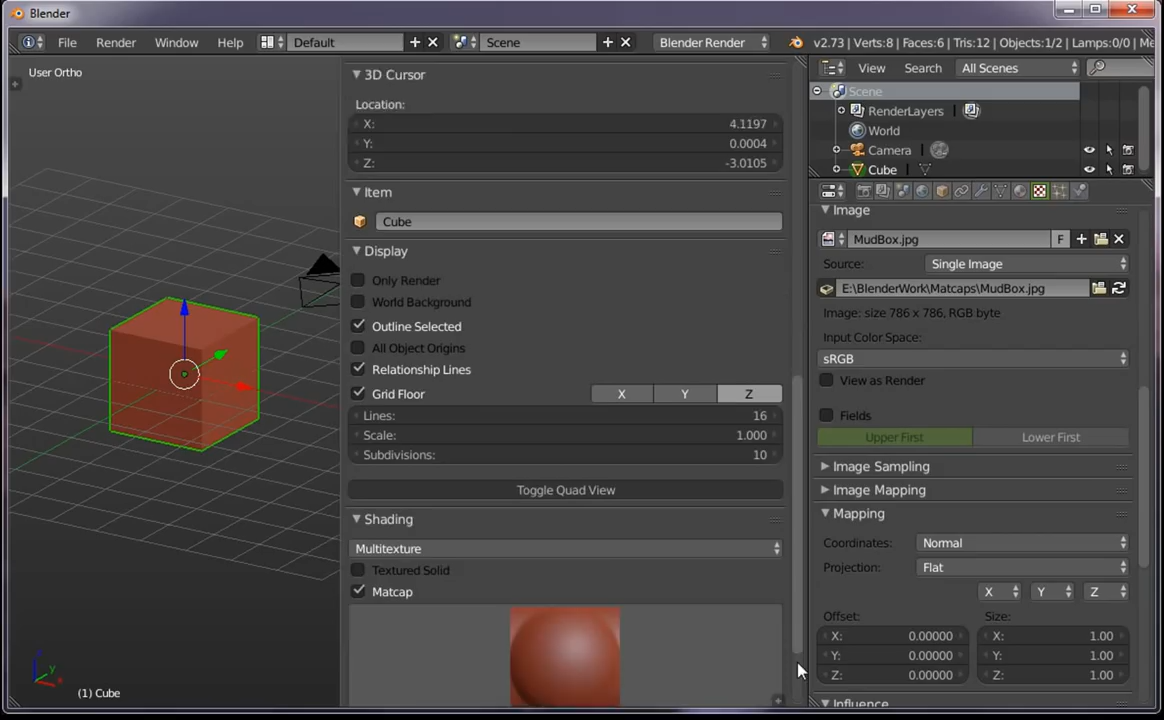 Blender
File Render Window Help Default Scene Blender Render v2.73 | Verts:8 | Faces:6 | Tris:12 | Objects:1/2 | Lamps:0/0 | Me
User Ortho
3D Cursor
Location:
X: 4.1197
Y: 0.0004
Z: -3.0105
Item
Cube
Display
Only Render
World Background
Outline Selected
All Object Origins
Relationship Lines
Grid Floor X Y Z
Lines: 16
Scale: 1.000
Subdivisions: 10
Toggle Quad View
Shading
Multitexture
Textured Solid
Matcap
z
y
x
(1) Cube
View Search All Scenes
Scene
RenderLayers
World
Camera
Cube
Image
MudBox.jpg F
Source: Single Image
E:\BlenderWork\Matcaps\MudBox.jpg
Image: size 786 x 786, RGB byte
Input Color Space:
sRGB
View as Render
Fields
Upper First Lower First
Image Sampling
Image Mapping
Mapping
Coordinates: Normal
Projection: Flat
X Y Z
Offset: Size:
X: 0.00000 X: 1.00
Y: 0.00000 Y: 1.00
Z: 0.00000 Z: 1.00
Influence